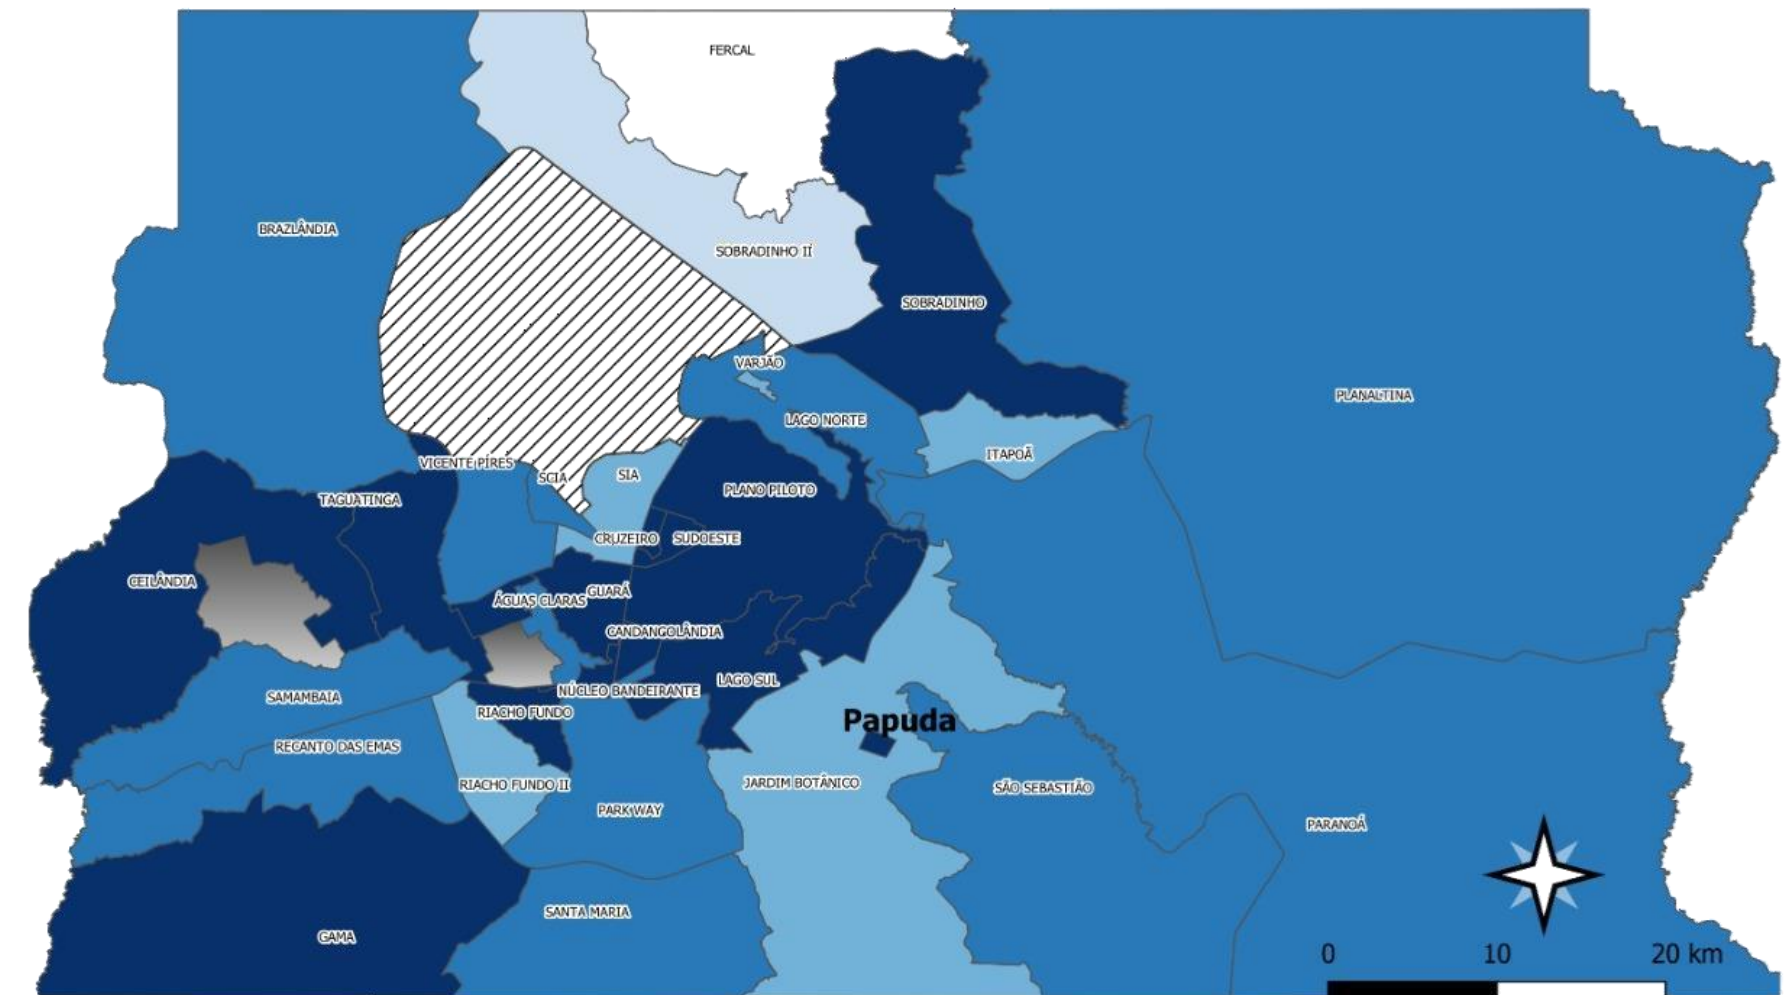 FERCAL
BRAZLÂNDIA
SOBRADINHO II
SOBRADINHO
VARJÃO
PLANALTINA
LAGO NORTE
ITAPOÃ
VICENTE PIRES
SCIA
SIA
PLANO PILOTO
TAGUATINGA
CRUZEIRO
SUDOESTE
CEILÂNDIA
ÁGUAS CLARAS
GUARÁ
CANDANGOLÂNDIA
LAGO SUL
NÚCLEO BANDEIRANTE
SAMAMBAIA
RIACHO FUNDO
Papuda
RECANTO DAS EMAS
RIACHO FUNDO II
JARDIM BOTÂNICO
SÃO SEBASTIÃO
PARK WAY
PARANOÁ
SANTA MARIA
GAMA
0 10 20 km